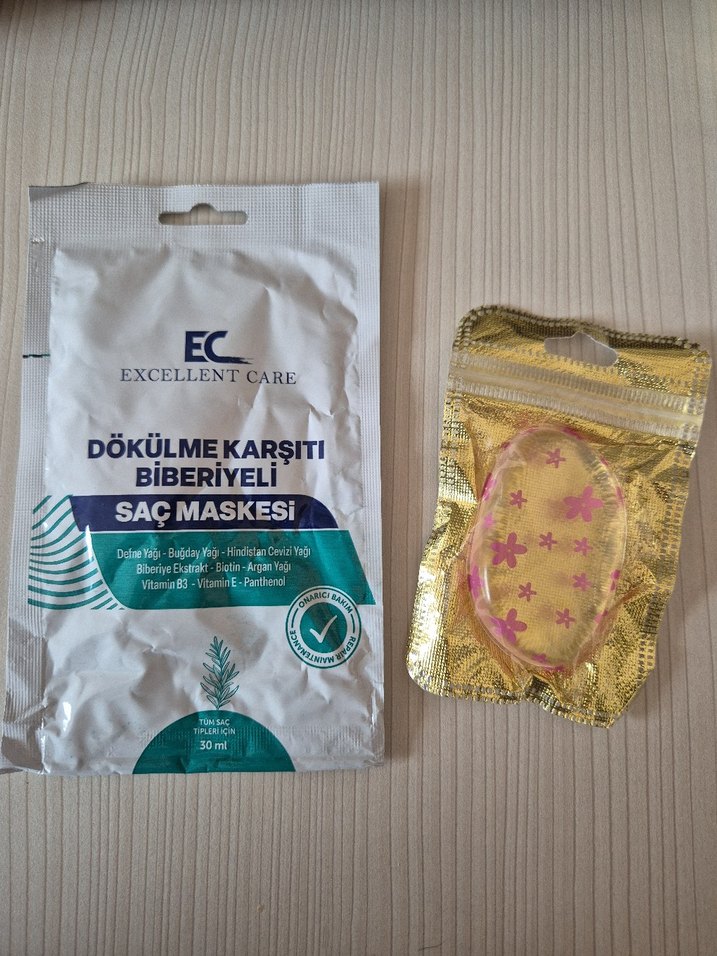 EC
EXCELLENT CARE
DÖKÜLME KARŞITI
BİBERİYELİ
SAÇ MASKESİ
Defne Yağı - Buğday Yağı - Hindistan Cevizi Yağı
Biberiye Ekstrakt - Biotin - Argan Yağı
Vitamin B3 - Vitamin E - Panthenol
ONARICI BAKIM
REPAIR MAINTENANCE
TÜM SAÇ
TİPLERİ İÇİN
30 ml